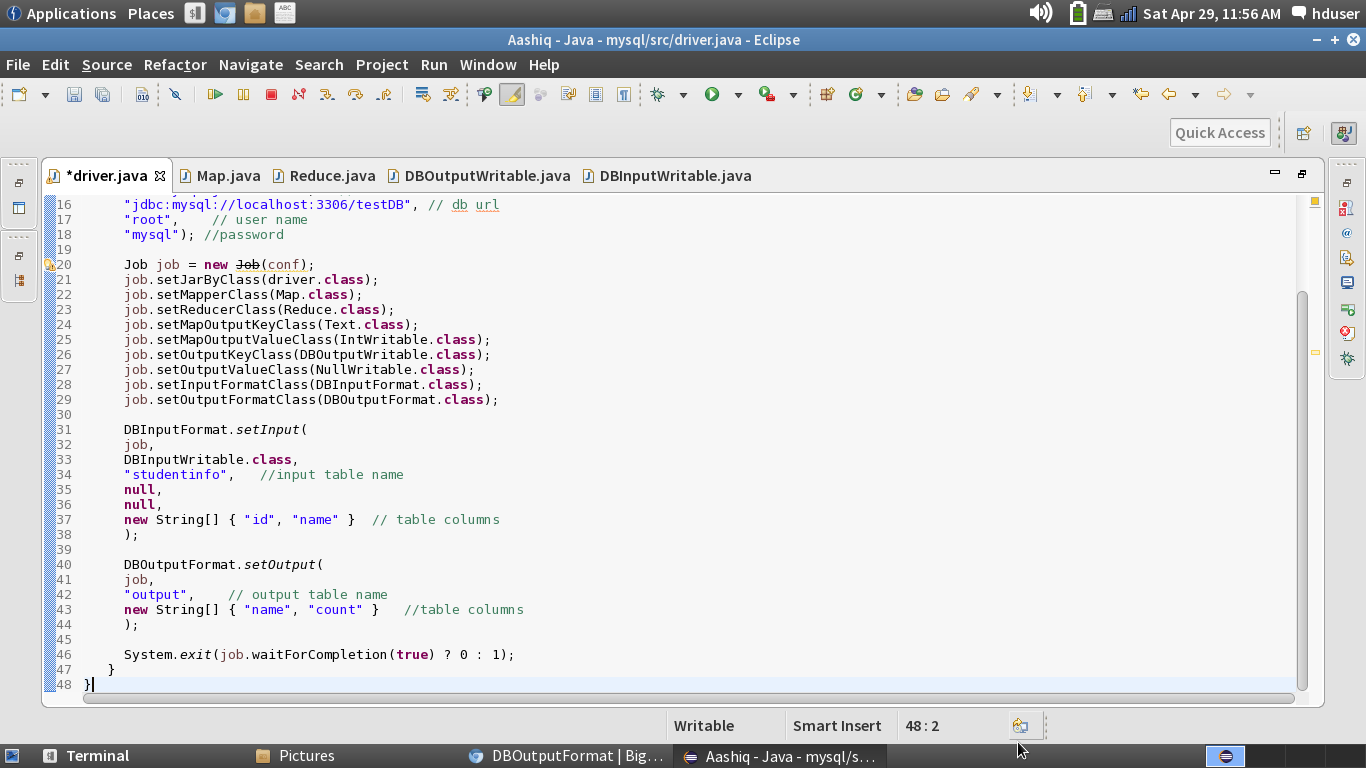 Applications Places ABC Sat Apr 29, 11:56 AM hduser
Aashiq - Java - mysql/src/driver.java - Eclipse
File Edit Source Refactor Navigate Search Project Run Window Help
Quick Access
*driver.java Map.java Reduce.java DBOutputWritable.java DBInputWritable.java
16 "jdbc:mysql://localhost:3306/testDB", // db url
17 "root", // user name
18 "mysql"); //password
19
20 Job job = new Job(conf);
21 job.setJarByClass(driver.class);
22 job.setMapperClass(Map.class);
23 job.setReducerClass(Reduce.class);
24 job.setMapOutputKeyClass(Text.class);
25 job.setMapOutputValueClass(IntWritable.class);
26 job.setOutputKeyClass(DBOutputWritable.class);
27 job.setOutputValueClass(NullWritable.class);
28 job.setInputFormatClass(DBInputFormat.class);
29 job.setOutputFormatClass(DBOutputFormat.class);
30
31 DBInputFormat.setInput(
32 job,
33 DBInputWritable.class,
34 "studentinfo", //input table name
35 null,
36 null,
37 new String[] { "id", "name" } // table columns
38 );
39
40 DBOutputFormat.setOutput(
41 job,
42 "output", // output table name
43 new String[] { "name", "count" } //table columns
44 );
45
46 System.exit(job.waitForCompletion(true) ? 0 : 1);
47 }
48 }
Writable Smart Insert 48 : 2
Terminal Pictures DBOutputFormat | Big... Aashiq - Java - mysql/s...